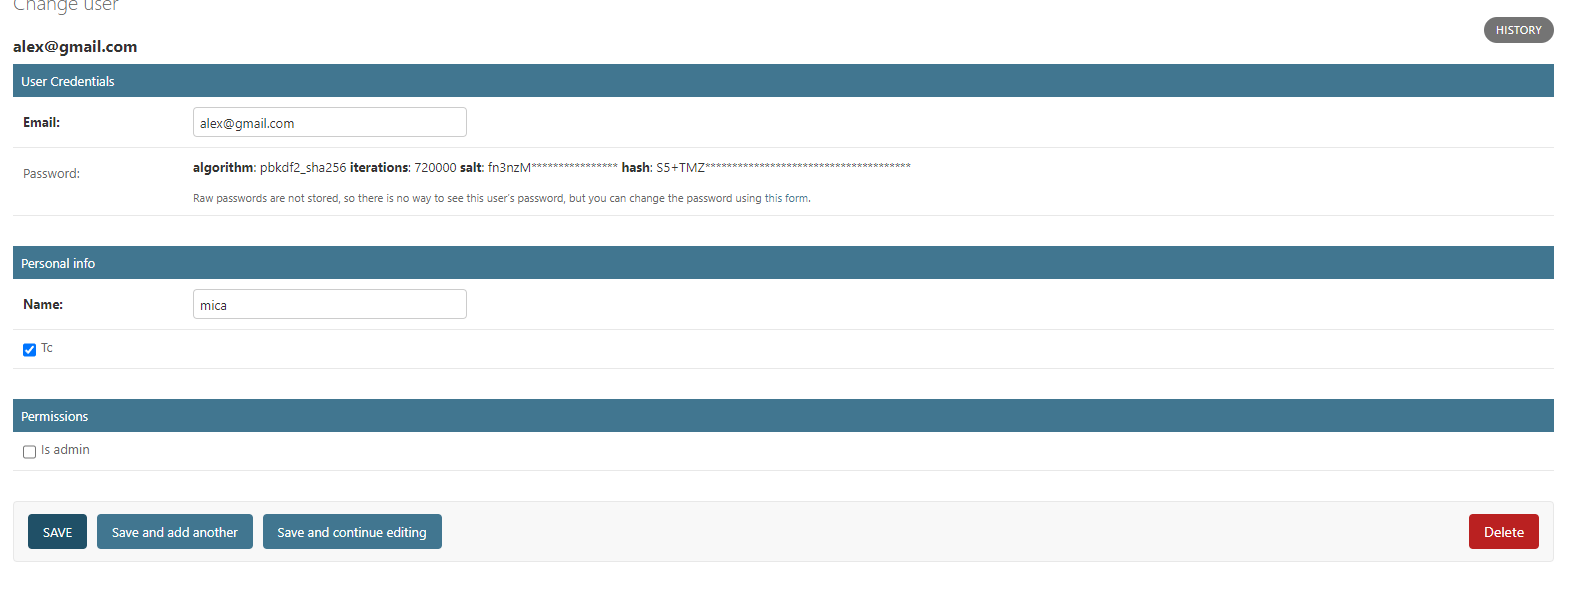 Change user
HISTORY
alex@gmail.com
User Credentials
Email: alex@gmail.com
Password: algorithm: pbkdf2_sha256 iterations: 720000 salt: fn3nzM**************** hash: S5+TMZ**************************************
Raw passwords are not stored, so there is no way to see this user's password, but you can change the password using this form.
Personal info
Name: mica
Tc
Permissions
Is admin
SAVE Save and add another Save and continue editing Delete